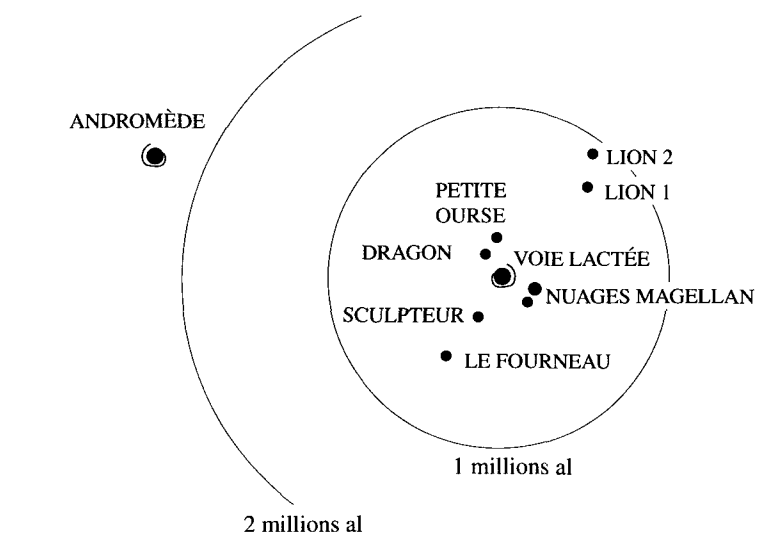 ANDROMÈDE
LION 2
LION 1
PETITE
OURSE
DRAGON
VOIE LACTÉE
NUAGES MAGELLAN
SCULPTEUR
LE FOURNEAU
1 millions al
2 millions al